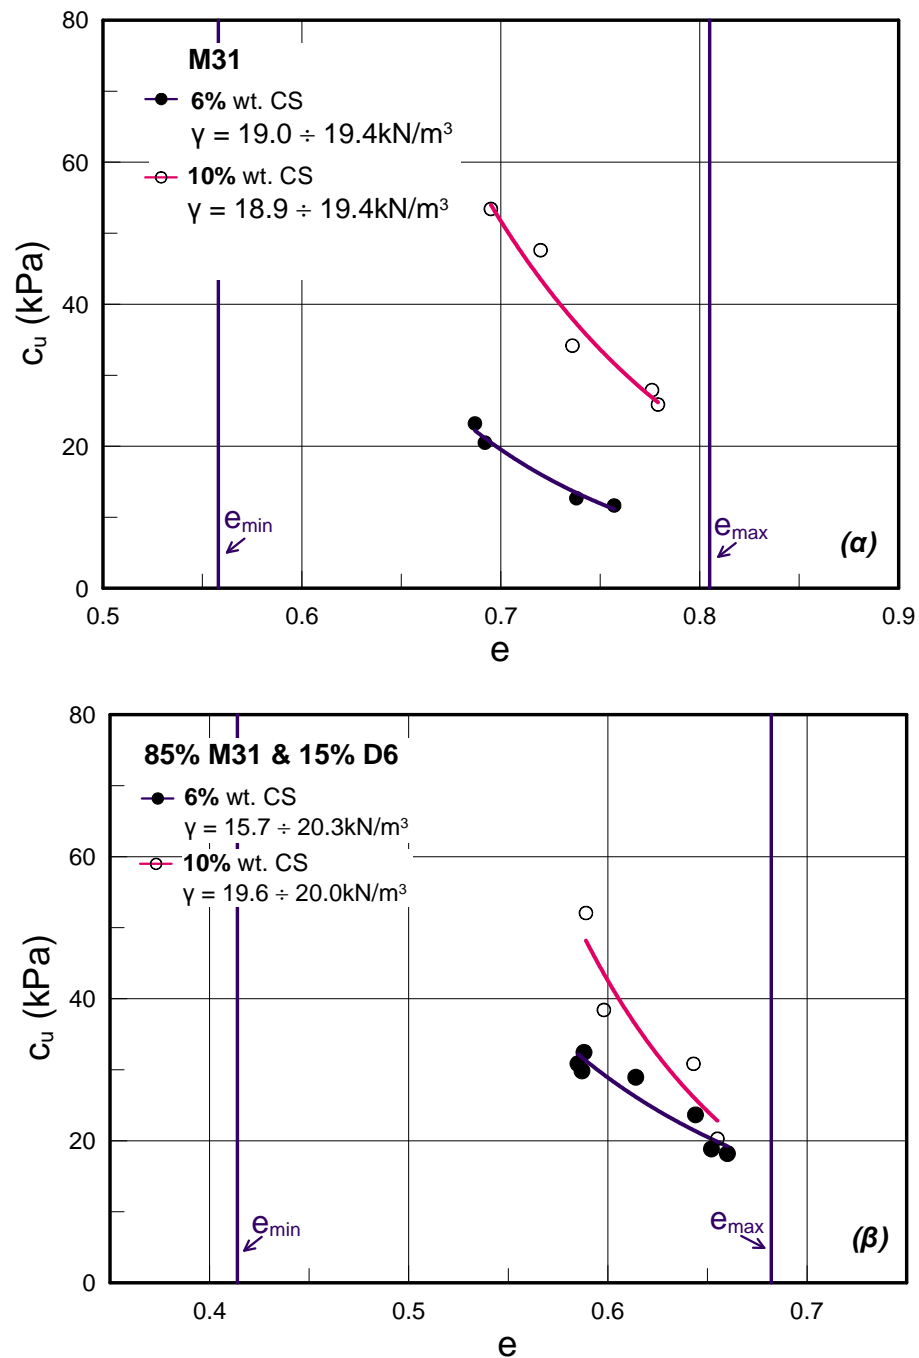 80
M31
6% wt. CS
γ = 19.0 ÷ 19.4kN/m³
60
10% wt. CS
γ = 18.9 ÷ 19.4kN/m³
cᵤ (kPa)
40
20
eₘᵢₙ
eₘₐₓ
(α)
0
0.5 0.6 0.7 0.8 0.9
e
80
85% M31 & 15% D6
6% wt. CS
γ = 15.7 ÷ 20.3kN/m³
60
10% wt. CS
γ = 19.6 ÷ 20.0kN/m³
cᵤ (kPa)
40
20
eₘᵢₙ
eₘₐₓ
(β)
0
0.4 0.5 0.6 0.7
e